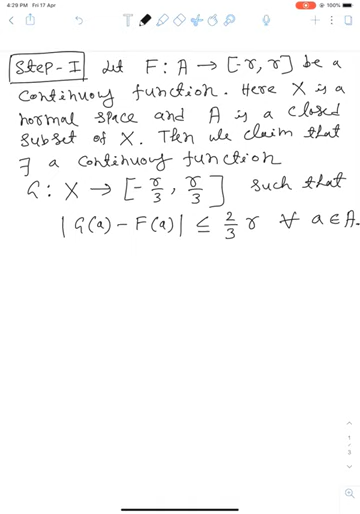 4:29 PM Fri 17 Apr
Step-I Let F: A → [-r, r] be a
continuous function. Here X is a
normal space and A is a closed
subset of X. Then we claim that
∃ a continuous function
G: X → [-r/3, r/3] such that
|G(a) - F(a)| ≤ 2/3 r ∀ a ∈ A.
1
3